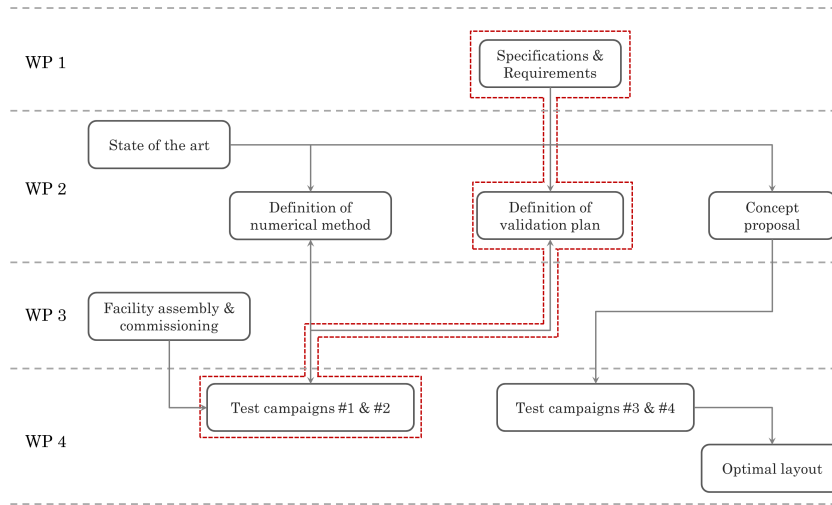 WP 1
Specifications &
Requirements
State of the art
WP 2
Definition of
numerical method
Definition of
validation plan
Concept
proposal
WP 3
Facility assembly &
commissioning
Test campaigns #1 & #2
Test campaigns #3 & #4
WP 4
Optimal layout